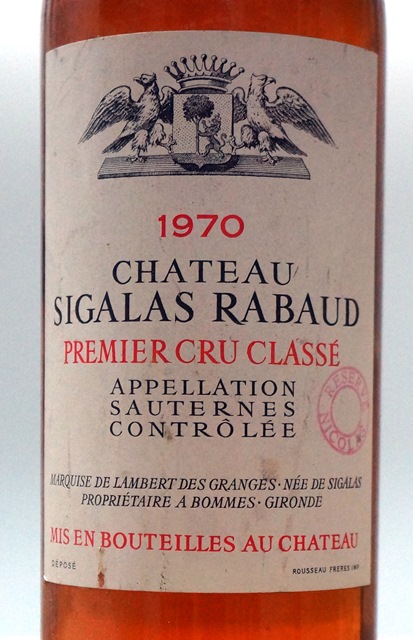 1970
CHATEAU
SIGALAS RABAUD
PREMIER CRU CLASSÉ
APPELLATION
SAUTERNES
CONTRÔLÉE
RESERVE
NICOLAS
MARQUISE DE LAMBERT DES GRANGES · NÉE DE SIGALAS
PROPRIÉTAIRE A BOMMES · GIRONDE
MIS EN BOUTEILLES AU CHATEAU
DÉPOSÉ
ROUSSEAU FRERES IMP.